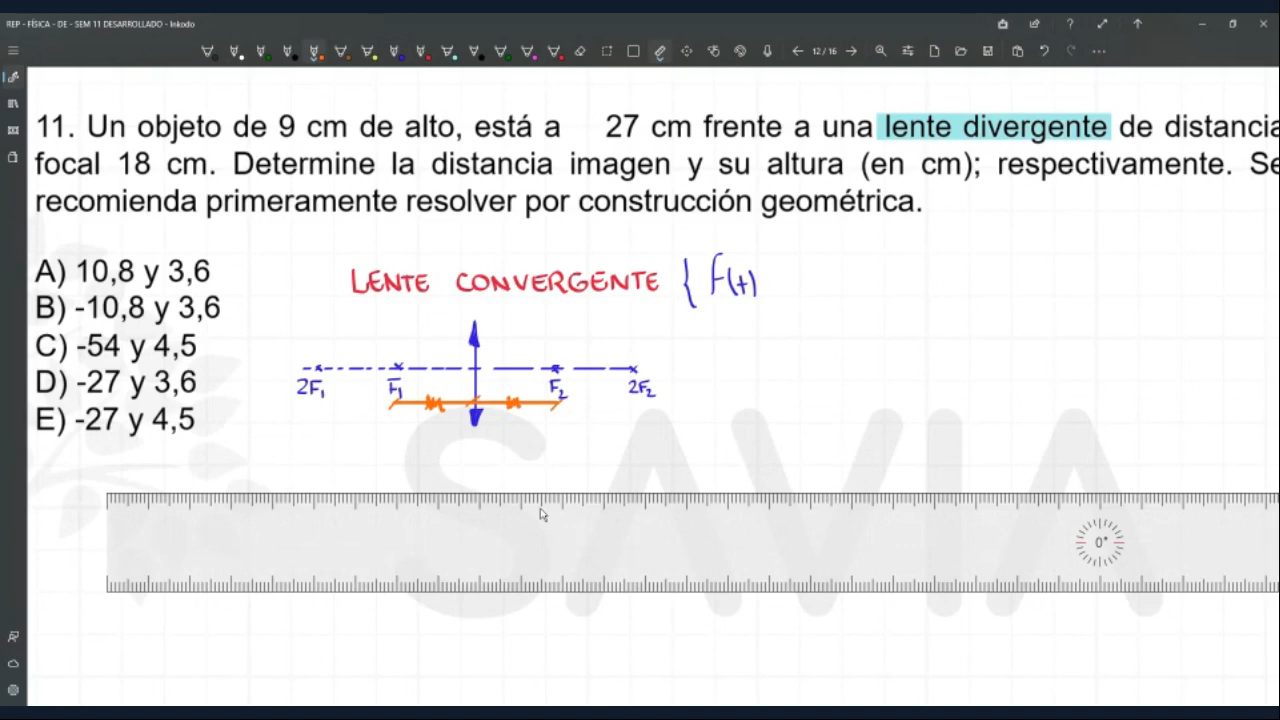 REP - FÍSICA - DE - SEM 11 DESARROLLADO - Inkodo
12/16
11. Un objeto de 9 cm de alto, está a 27 cm frente a una lente divergente de distancia
focal 18 cm. Determine la distancia imagen y su altura (en cm); respectivamente. Se
recomienda primeramente resolver por construcción geométrica.
A) 10,8 y 3,6
B) -10,8 y 3,6
C) -54 y 4,5
D) -27 y 3,6
E) -27 y 4,5
LENTE CONVERGENTE { F(+)
2F₁ F₁ F₂ 2F₂
0°
SAVIA